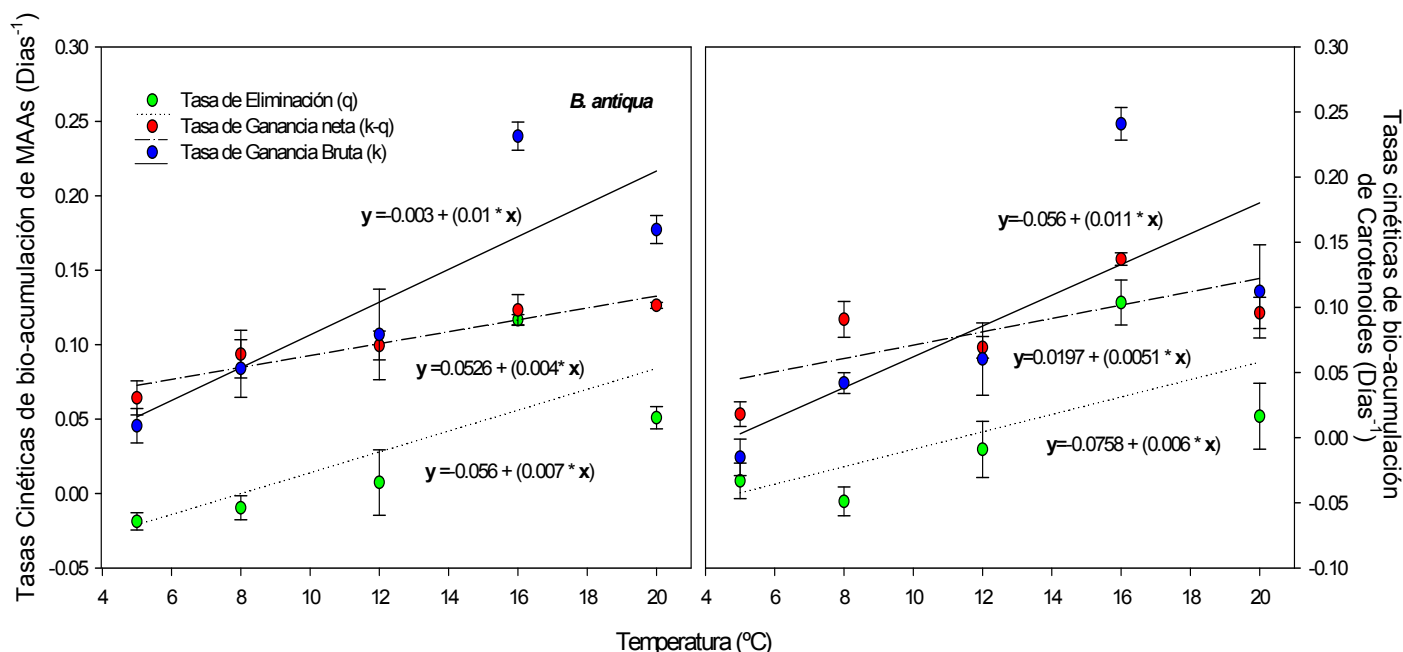 Tasas Cinéticas de bio-acumulación de MAAs (Dias-1)
0.30
0.25
0.20
0.15
0.10
0.05
0.00
-0.05
Tasa de Eliminación (q)
Tasa de Ganancia neta (k-q)
Tasa de Ganancia Bruta (k)
B. antiqua
y =-0.003 + (0.01 * x)
y =0.0526 + (0.004* x)
y =-0.056 + (0.007 * x)
4 6 8 10 12 14 16 18 20
y =-0.056 + (0.011 * x)
y =0.0197 + (0.0051 * x)
y =-0.0758 + (0.006 * x)
4 6 8 10 12 14 16 18 20
0.30
0.25
0.20
0.15
0.10
0.05
0.00
-0.05
-0.10
Tasas cinéticas de bio-acumulación
de Carotenoides (Días-1)
Temperatura (ºC)